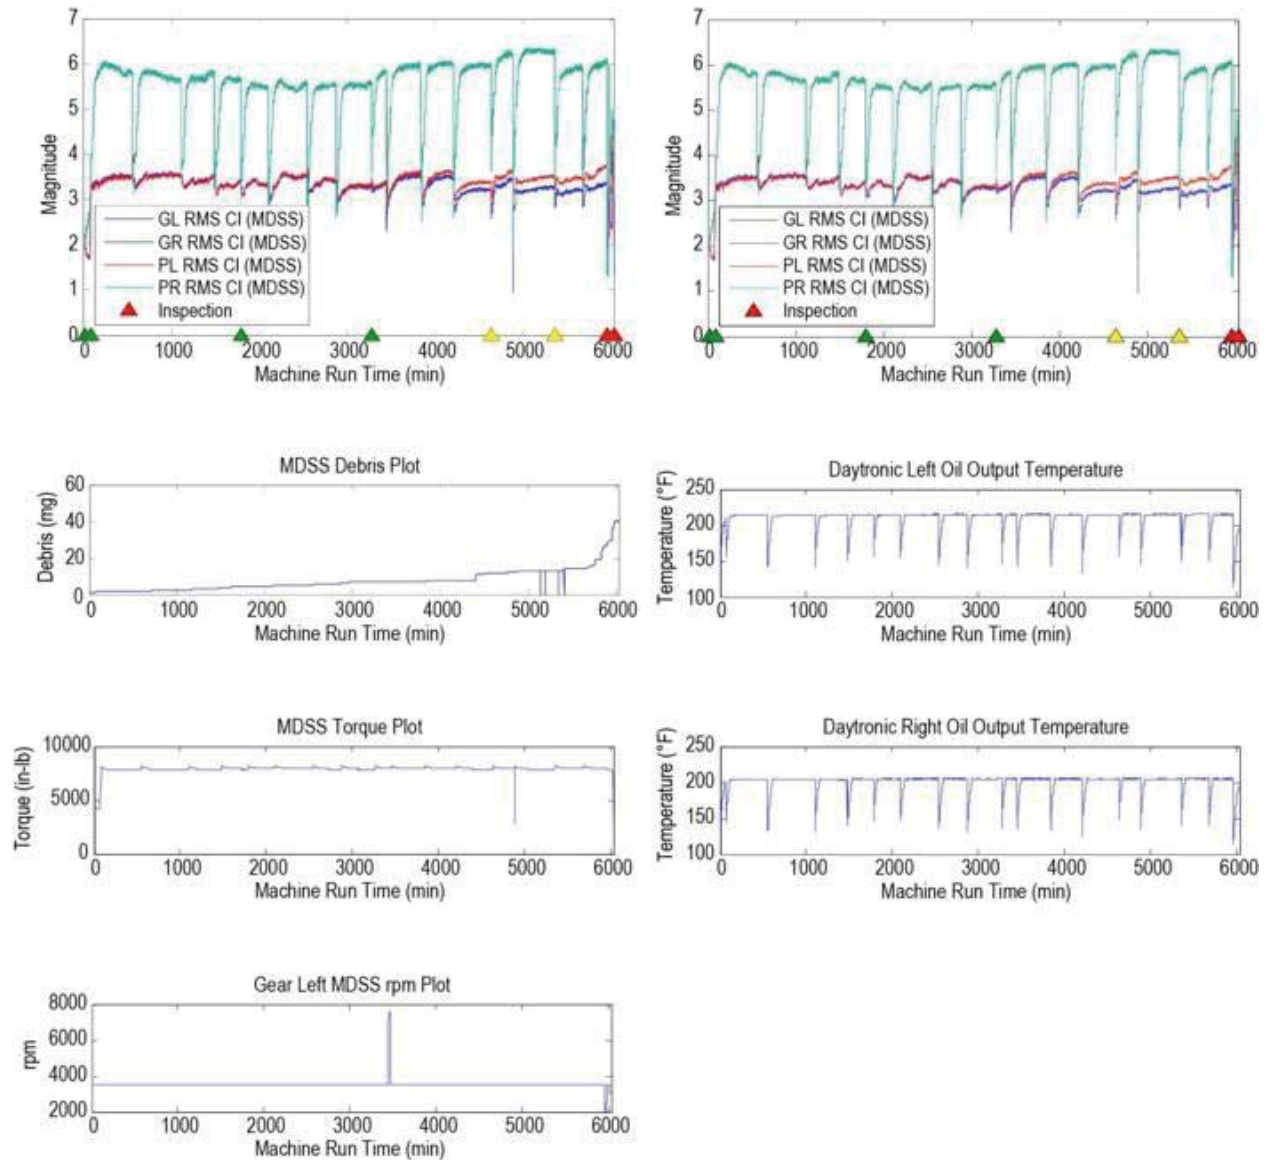 7
6
5
4
3
2
1
0
Magnitude
GL RMS CI (MDSS)
GR RMS CI (MDSS)
PL RMS CI (MDSS)
PR RMS CI (MDSS)
Inspection
0 1000 2000 3000 4000 5000 6000
Machine Run Time (min)
7
6
5
4
3
2
1
0
Magnitude
GL RMS CI (MDSS)
GR RMS CI (MDSS)
PL RMS CI (MDSS)
PR RMS CI (MDSS)
Inspection
0 1000 2000 3000 4000 5000 6000
Machine Run Time (min)
MDSS Debris Plot
60
40
20
0
Debris (mg)
0 1000 2000 3000 4000 5000 6000
Machine Run Time (min)
Daytronic Left Oil Output Temperature
250
200
150
100
Temperature (°F)
0 1000 2000 3000 4000 5000 6000
Machine Run Time (min)
MDSS Torque Plot
10000
5000
0
Torque (in-lb)
0 1000 2000 3000 4000 5000 6000
Machine Run Time (min)
Daytronic Right Oil Output Temperature
250
200
150
100
Temperature (°F)
0 1000 2000 3000 4000 5000 6000
Machine Run Time (min)
Gear Left MDSS rpm Plot
8000
6000
4000
2000
rpm
0 1000 2000 3000 4000 5000 6000
Machine Run Time (min)